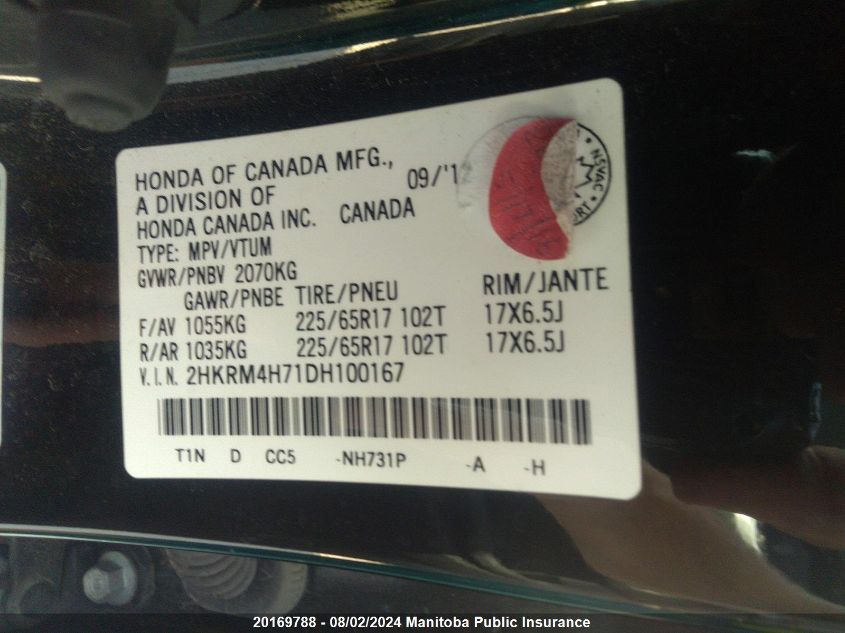 HONDA OF CANADA MFG.,
A DIVISION OF 09/'1
HONDA CANADA INC. CANADA
TYPE: MPV/VTUM
GVWR/PNBV 2070KG
GAWR/PNBE TIRE/PNEU RIM/JANTE
F/AV 1055KG 225/65R17 102T 17X6.5J
R/AR 1035KG 225/65R17 102T 17X6.5J
V.I.N. 2HKRM4H71DH100167
T1N D CC5 -NH731P -A -H
NSVAC
20169788 - 08/02/2024 Manitoba Public Insurance